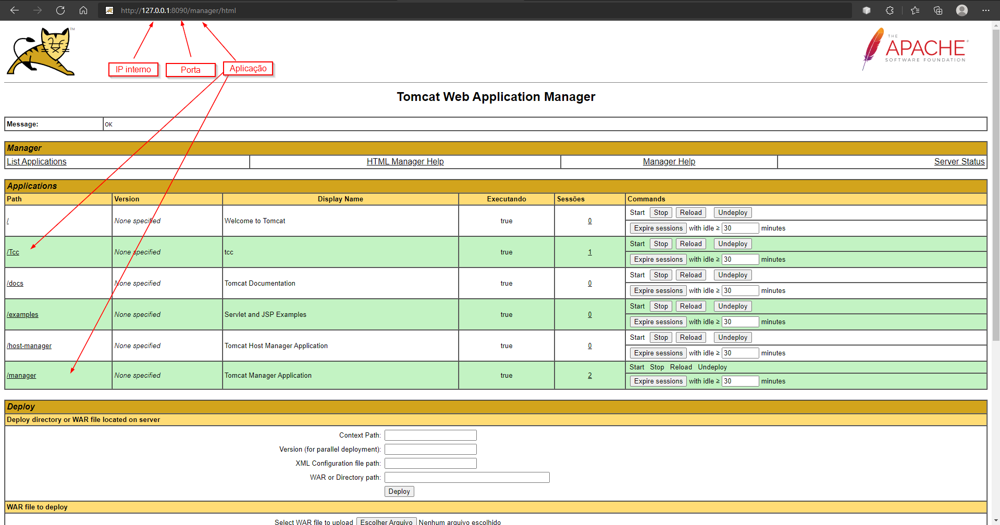 http://127.0.0.1:8090/manager/html
TM
THE
APACHE®
SOFTWARE FOUNDATION
IP interno
Porta
Aplicação
Tomcat Web Application Manager
Message: OK
Manager
List Applications HTML Manager Help Manager Help Server Status
Applications
Path Version Display Name Executando Sessões Commands
/ None specified Welcome to Tomcat true 0 Start Stop Reload Undeploy
Expire sessions with idle ≥ 30 minutes
/Tcc None specified tcc true 1 Start Stop Reload Undeploy
Expire sessions with idle ≥ 30 minutes
/docs None specified Tomcat Documentation true 0 Start Stop Reload Undeploy
Expire sessions with idle ≥ 30 minutes
/examples None specified Servlet and JSP Examples true 0 Start Stop Reload Undeploy
Expire sessions with idle ≥ 30 minutes
/host-manager None specified Tomcat Host Manager Application true 0 Start Stop Reload Undeploy
Expire sessions with idle ≥ 30 minutes
/manager None specified Tomcat Manager Application true 2 Start Stop Reload Undeploy
Expire sessions with idle ≥ 30 minutes
Deploy
Deploy directory or WAR file located on server
Context Path:
Version (for parallel deployment):
XML Configuration file path:
WAR or Directory path:
Deploy
WAR file to deploy
Select WAR file to upload Escolher Arquivo Nenhum arquivo escolhido